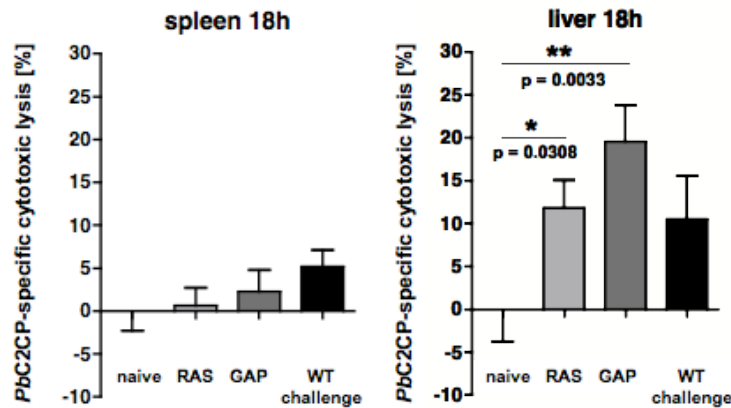 spleen 18h
PbC2CP-specific cytotoxic lysis [%]
30
25
20
15
10
5
0
-5
-10
naive RAS GAP WT
challenge
liver 18h
PbC2CP-specific cytotoxic lysis [%]
30
25
20
15
10
5
0
-5
-10
**
p = 0.0033
*
p = 0.0308
naive RAS GAP WT
challenge